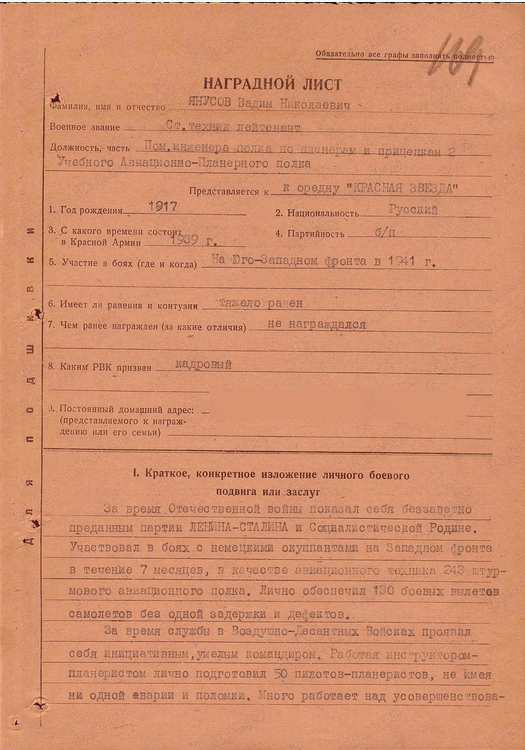 Обязательно все графы заполнять полностью
169
НАГРАДНОЙ ЛИСТ
Фамилия, имя и отчество ЯНУСОВ Вадим Николаевич
Военное звание Ст.техник лейтенант
Должность, часть Пом.инженера полка по планерам и прицепкам 2
Учебного Авиационно-Планерного полка
Представляется к к ордену "КРАСНАЯ ЗВЕЗДА"
1. Год рождения 1917
2. Национальность Русский
3. С какого времени состоит
в Красной Армии 1939 г.
4. Партийность б/п
5. Участие в боях (где и когда) На Юго-Западном фронта в 1941 г.
6. Имеет ли ранения и контузии тяжело ранен
7. Чем ранее награжден (за какие отличия) не награждался
8. Каким РВК призван кадровый
9. Постоянный домашний адрес:
(представляемого к награж-
дению или его семьи)
Для подшивки
I. Краткое, конкретное изложение личного боевого
подвига или заслуг
За время Отечественной войны показал себя беззаветно
преданным партии ЛЕНИНА-СТАЛИНА и Социалистической Родине.
Участвовал в боях с немецкими окуппантами на Западном фронта
в течение 7 месяцев, в качестве авиационного техника 243 штур-
мового авиационного полка. Лично обеспечил 130 боевых вылетов
самолетов без одной задержки и дефектов.
За время службы в Воздушно-Десантных Войсках проявил
себя инициативным,умелым командиром. Работая инструктором-
планеристом лично подготовил 50 пилотов-планеристов, не имея
ни одной аварии и поломки. Много работает над усовершенствова-